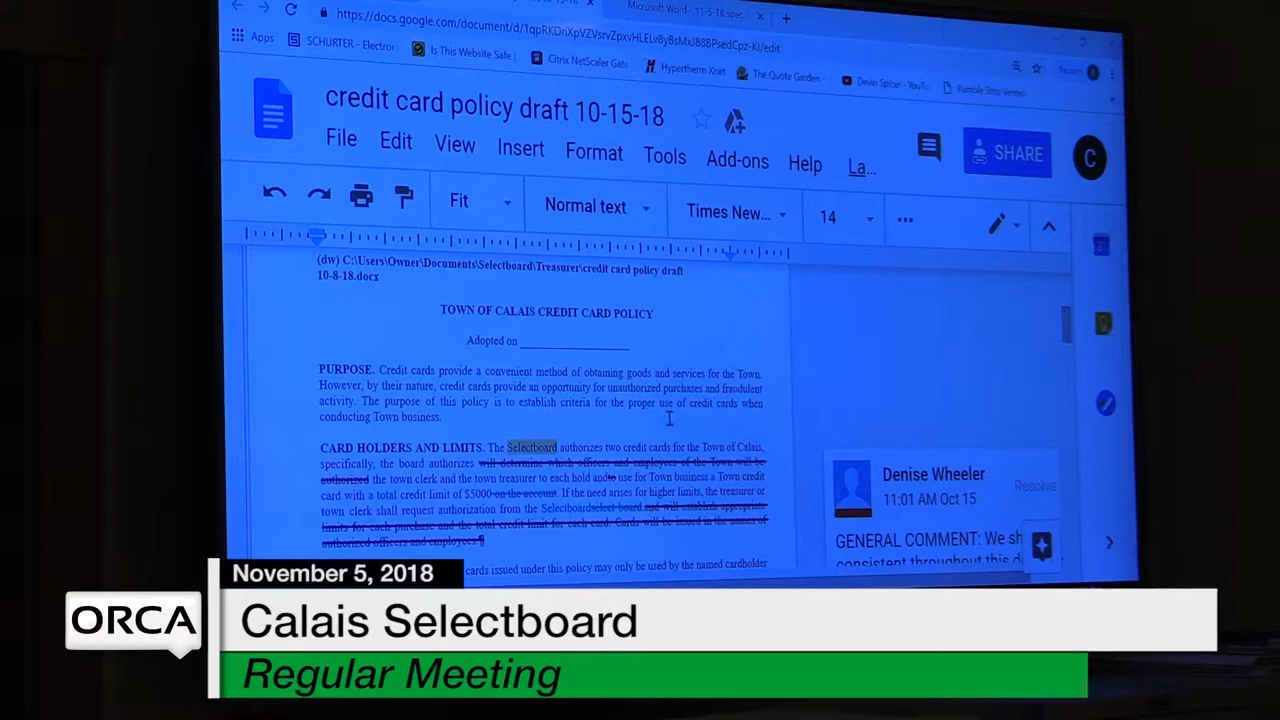 Microsoft Word - 11-5-18 spec
https://docs.google.com/document/d/
Apps
SCHURTER - Electror
Is This Website Safe |
Citrix NetScaler Gate
Hypertherm Xnet
The Quote Garden -
Devin Spicer - YouTu
Rumble Strip Vermo
credit card policy draft 10-15-18
File Edit View Insert Format Tools Add-ons Help La...
SHARE
C
Fit
Normal text
Times New...
14
(dw) C:\Users\Owner\Documents\Selectboard\Treasurer\credit card policy draft
10-8-18.docx
TOWN OF CALAIS CREDIT CARD POLICY
Adopted on
PURPOSE. Credit cards provide a convenient method of obtaining goods and services for the Town.
However, by their nature, credit cards provide an opportunity for unauthorized purchases and fraudulent
activity. The purpose of this policy is to establish criteria for the proper use of credit cards when
conducting Town business.
CARD HOLDERS AND LIMITS. The Selectboard authorizes two credit cards for the Town of Calais,
specifically, the board authorizes will determine which officers and employees of the Town will be
authorized the town clerk and the town treasurer to each hold andto use for Town business a Town credit
card with a total credit limit of $5000 on the account. If the need arises for higher limits, the treasurer or
town clerk shall request authorization from the Selectboardselect board.and will establish appropriate
limits for each purchase and the total credit limit for each card. Cards will be issued in the names of
authorized officers and employees.¶
cards issued under this policy may only be used by the named cardholder
Denise Wheeler
11:01 AM Oct 15
Resolve
GENERAL COMMENT: We sh
consistent throughout this d
November 5, 2018
ORCA
Calais Selectboard
Regular Meeting